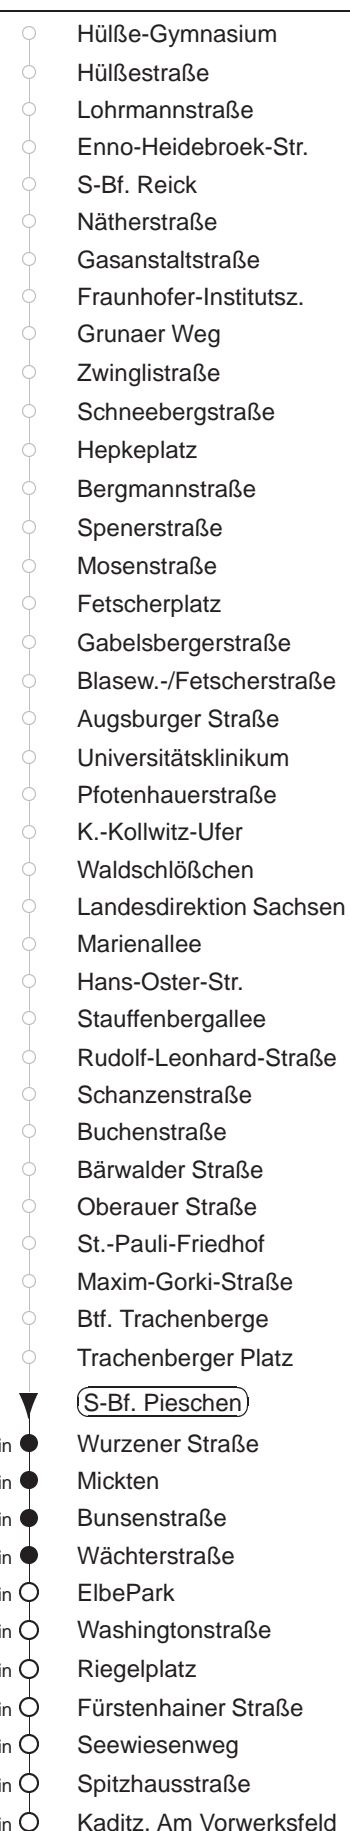 Hülße-Gymnasium
Hülßestraße
Lohrmannstraße
Enno-Heidebroek-Str.
S-Bf. Reick
Nätherstraße
Gasanstaltstraße
Fraunhofer-Institutsz.
Grunaer Weg
Zwinglistraße
Schneebergstraße
Hepkeplatz
Bergmannstraße
Spenerstraße
Mosenstraße
Fetscherplatz
Gabelsbergerstraße
Blasew.-/Fetscherstraße
Augsburger Straße
Universitätsklinikum
Pfotenhauerstraße
K.-Kollwitz-Ufer
Waldschlößchen
Landesdirektion Sachsen
Marienallee
Hans-Oster-Str.
Stauffenbergallee
Rudolf-Leonhard-Straße
Schanzenstraße
Buchenstraße
Bärwalder Straße
Oberauer Straße
St.-Pauli-Friedhof
Maxim-Gorki-Straße
Btf. Trachenberge
Trachenberger Platz
S-Bf. Pieschen
Wurzener Straße
Mickten
Bunsenstraße
Wächterstraße
ElbePark
Washingtonstraße
Riegelplatz
Fürstenhainer Straße
Seewiesenweg
Spitzhausstraße
Kaditz, Am Vorwerksfeld